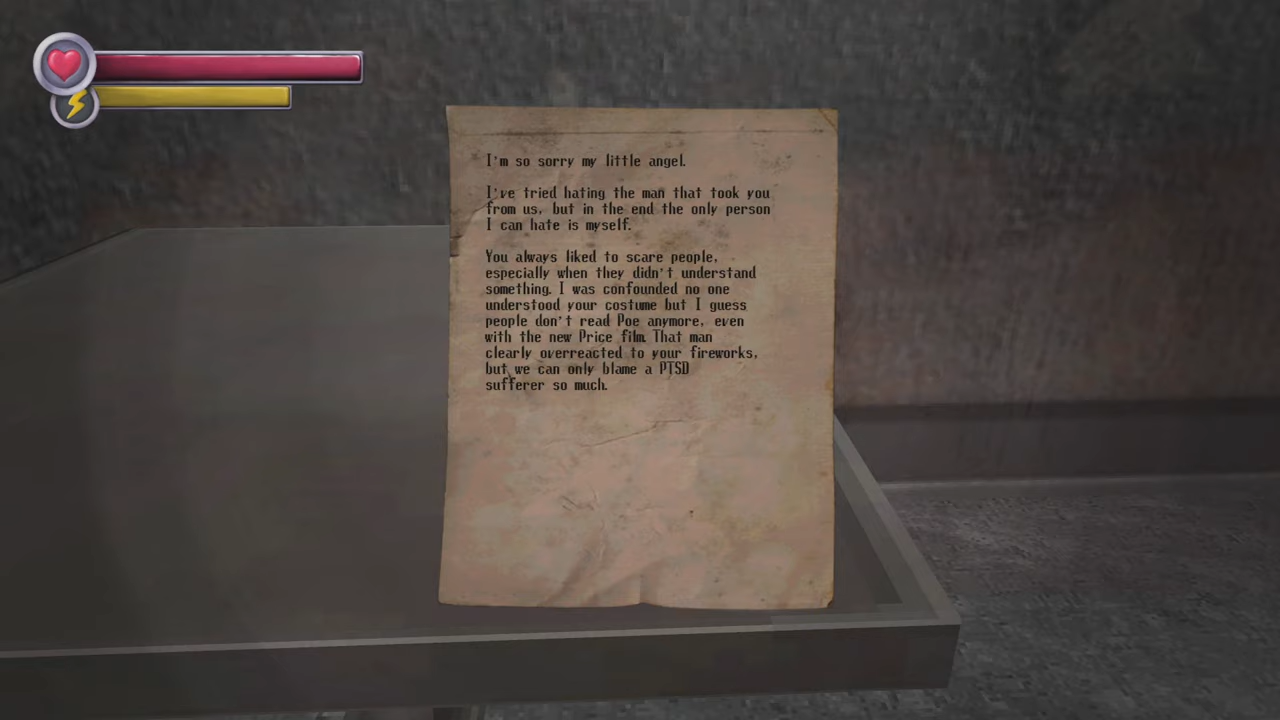 I'm so sorry my little angel.
I've tried hating the man that took you
from us, but in the end the only person
I can hate is myself.
You always liked to scare people,
especially when they didn't understand
something. I was confounded no one
understood your costume but I guess
people don't read Poe anymore, even
with the new Price film. That man
clearly overreacted to your fireworks,
but we can only blame a PTSD
sufferer so much.